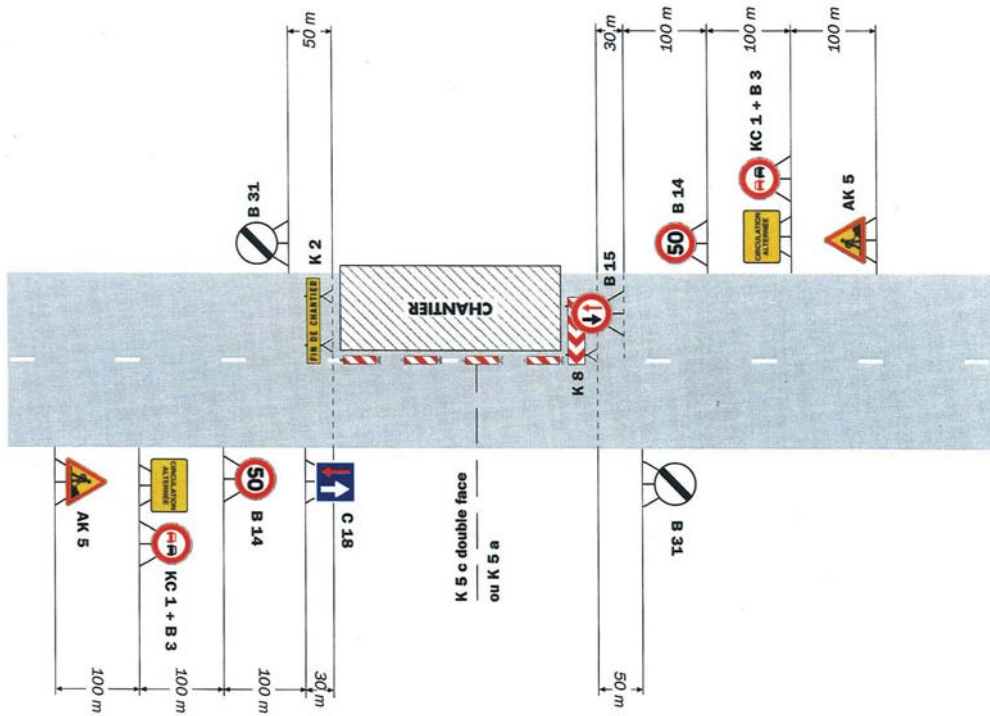 50 m
B 31
K 2
FIN DE CHANTIER
CHANTIER
K 8
B 15
30 m
100 m
100 m
100 m
50
B 14
KC 1 + B 3
CIRCULATION
ALTERNÉE
AK 5
AK 5
CIRCULATION
ALTERNÉE
KC 1 + B 3
50
B 14
C 18
100 m
100 m
100 m
30 m
K 5 c double face
ou K 5 a
B 31
50 m